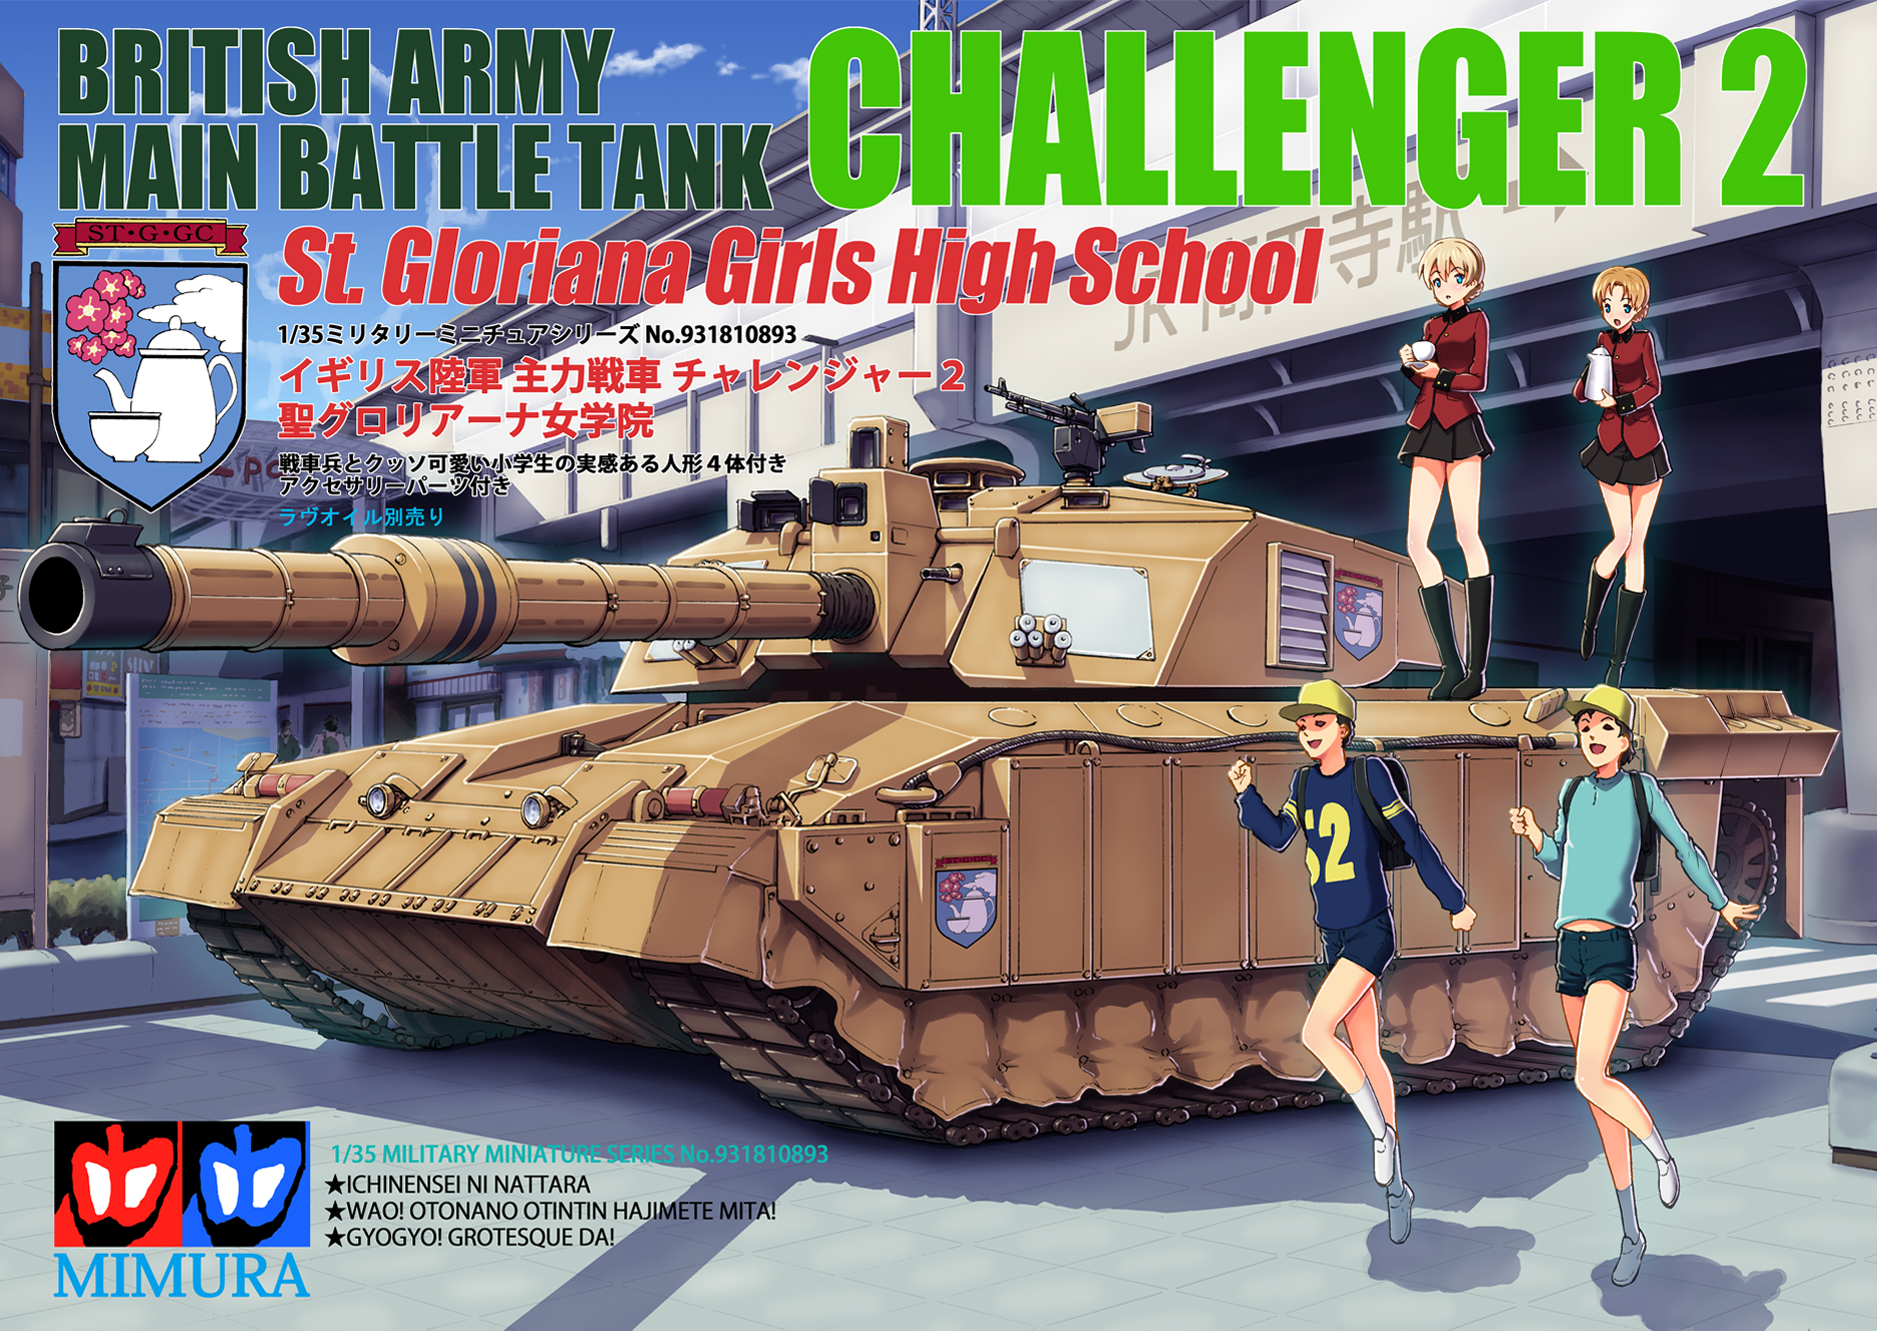 BRITISH ARMY
MAIN BATTLE TANK
CHALLENGER 2
ST・G・GC
St. Gloriana Girls High School
1/35ミリタリーミニチュアシリーズ No.931810893
イギリス陸軍 主力戦車 チャレンジャー2
聖グロリアーナ女学院
戦車兵とクッソ可愛い小学生の実感ある人形4体付き
アクセサリーパーツ付き
ラヴオイル別売り
52
1/35 MILITARY MINIATURE SERIES No.931810893
★ICHINENSEI NI NATTARA
★WAO! OTONANO OTINTIN HAJIMETE MITA!
★GYOGYO! GROTESQUE DA!
MIMURA